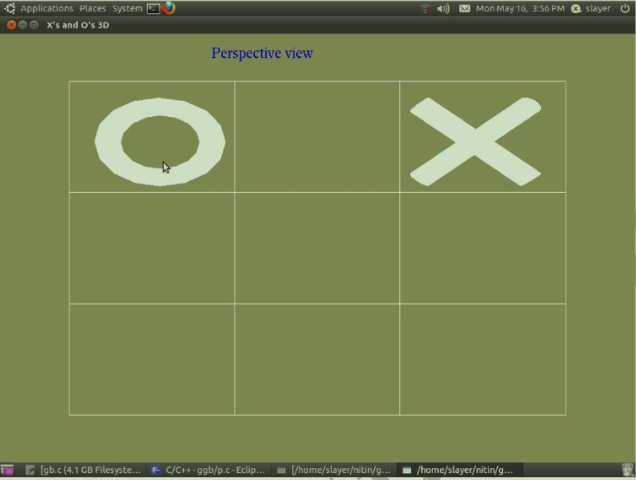 Applications Places System
Mon May 16, 3:56 PM
slayer
X's and O's 3D
Perspective view
[gb.c (4.1 GB Filesyste...
C/C++ - ggb/p.c - Eclip...
[/home/slayer/nitin/g...
/home/slayer/nitin/g...